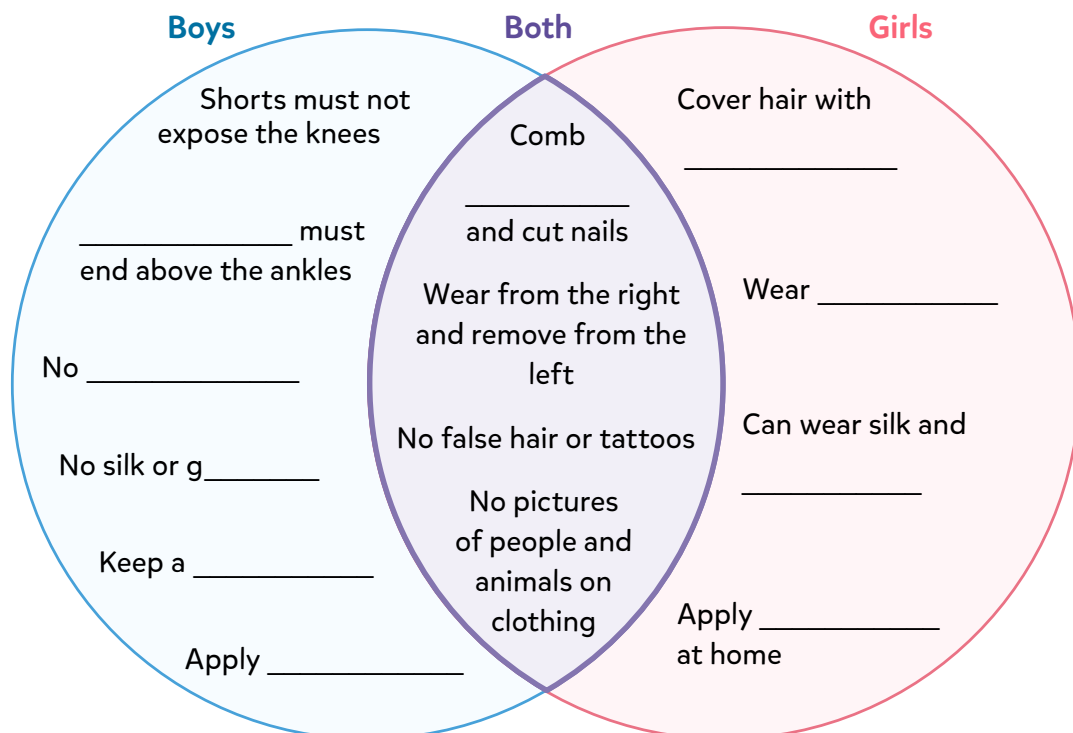 Boys
Both
Girls
Shorts must not
expose the knees
______________ must
end above the ankles
No ______________
No silk or g________
Keep a ____________
Apply _____________
Comb
___________
and cut nails
Wear from the right
and remove from the
left
No false hair or tattoos
No pictures
of people and
animals on
clothing
Cover hair with
______________
Wear ____________
Can wear silk and
____________
Apply ____________
at home